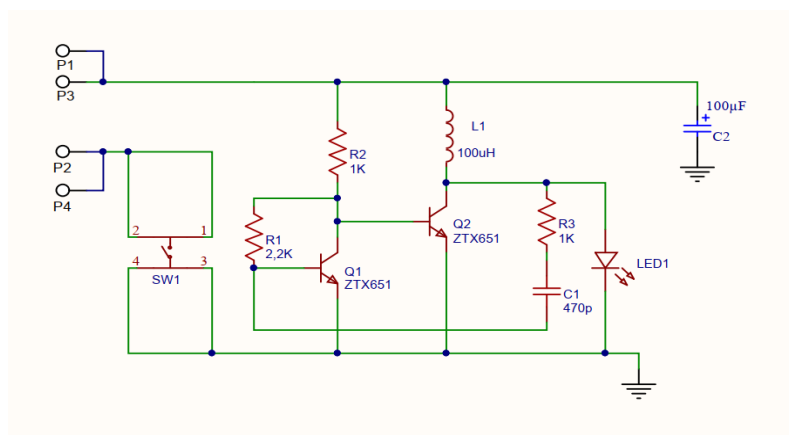 P1
P3
100µF
+
C2
L1
100uH
R2
1K
P2
P4
Q2
ZTX651
R3
1K
2 1
R1
2,2K
4 3
SW1
Q1
ZTX651
LED1
C1
470p